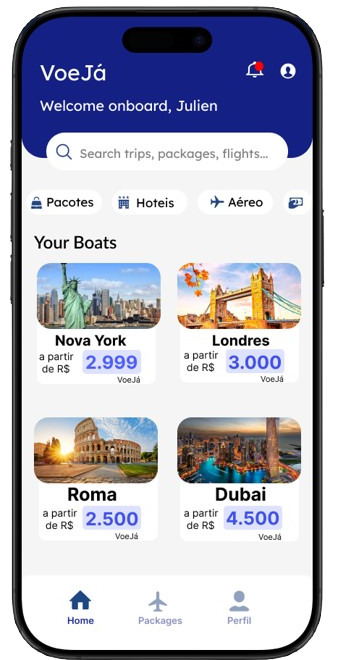 VoeJá
Welcome onboard, Julien
Search trips, packages, flights...
Pacotes
Hoteis
Aéreo
Your Boats
Nova York
a partir
de R$
2.999
VoeJá
Londres
a partir
de R$
3.000
VoeJá
Roma
a partir
de R$
2.500
VoeJá
Dubai
a partir
de R$
4.500
VoeJá
Home
Packages
Perfil